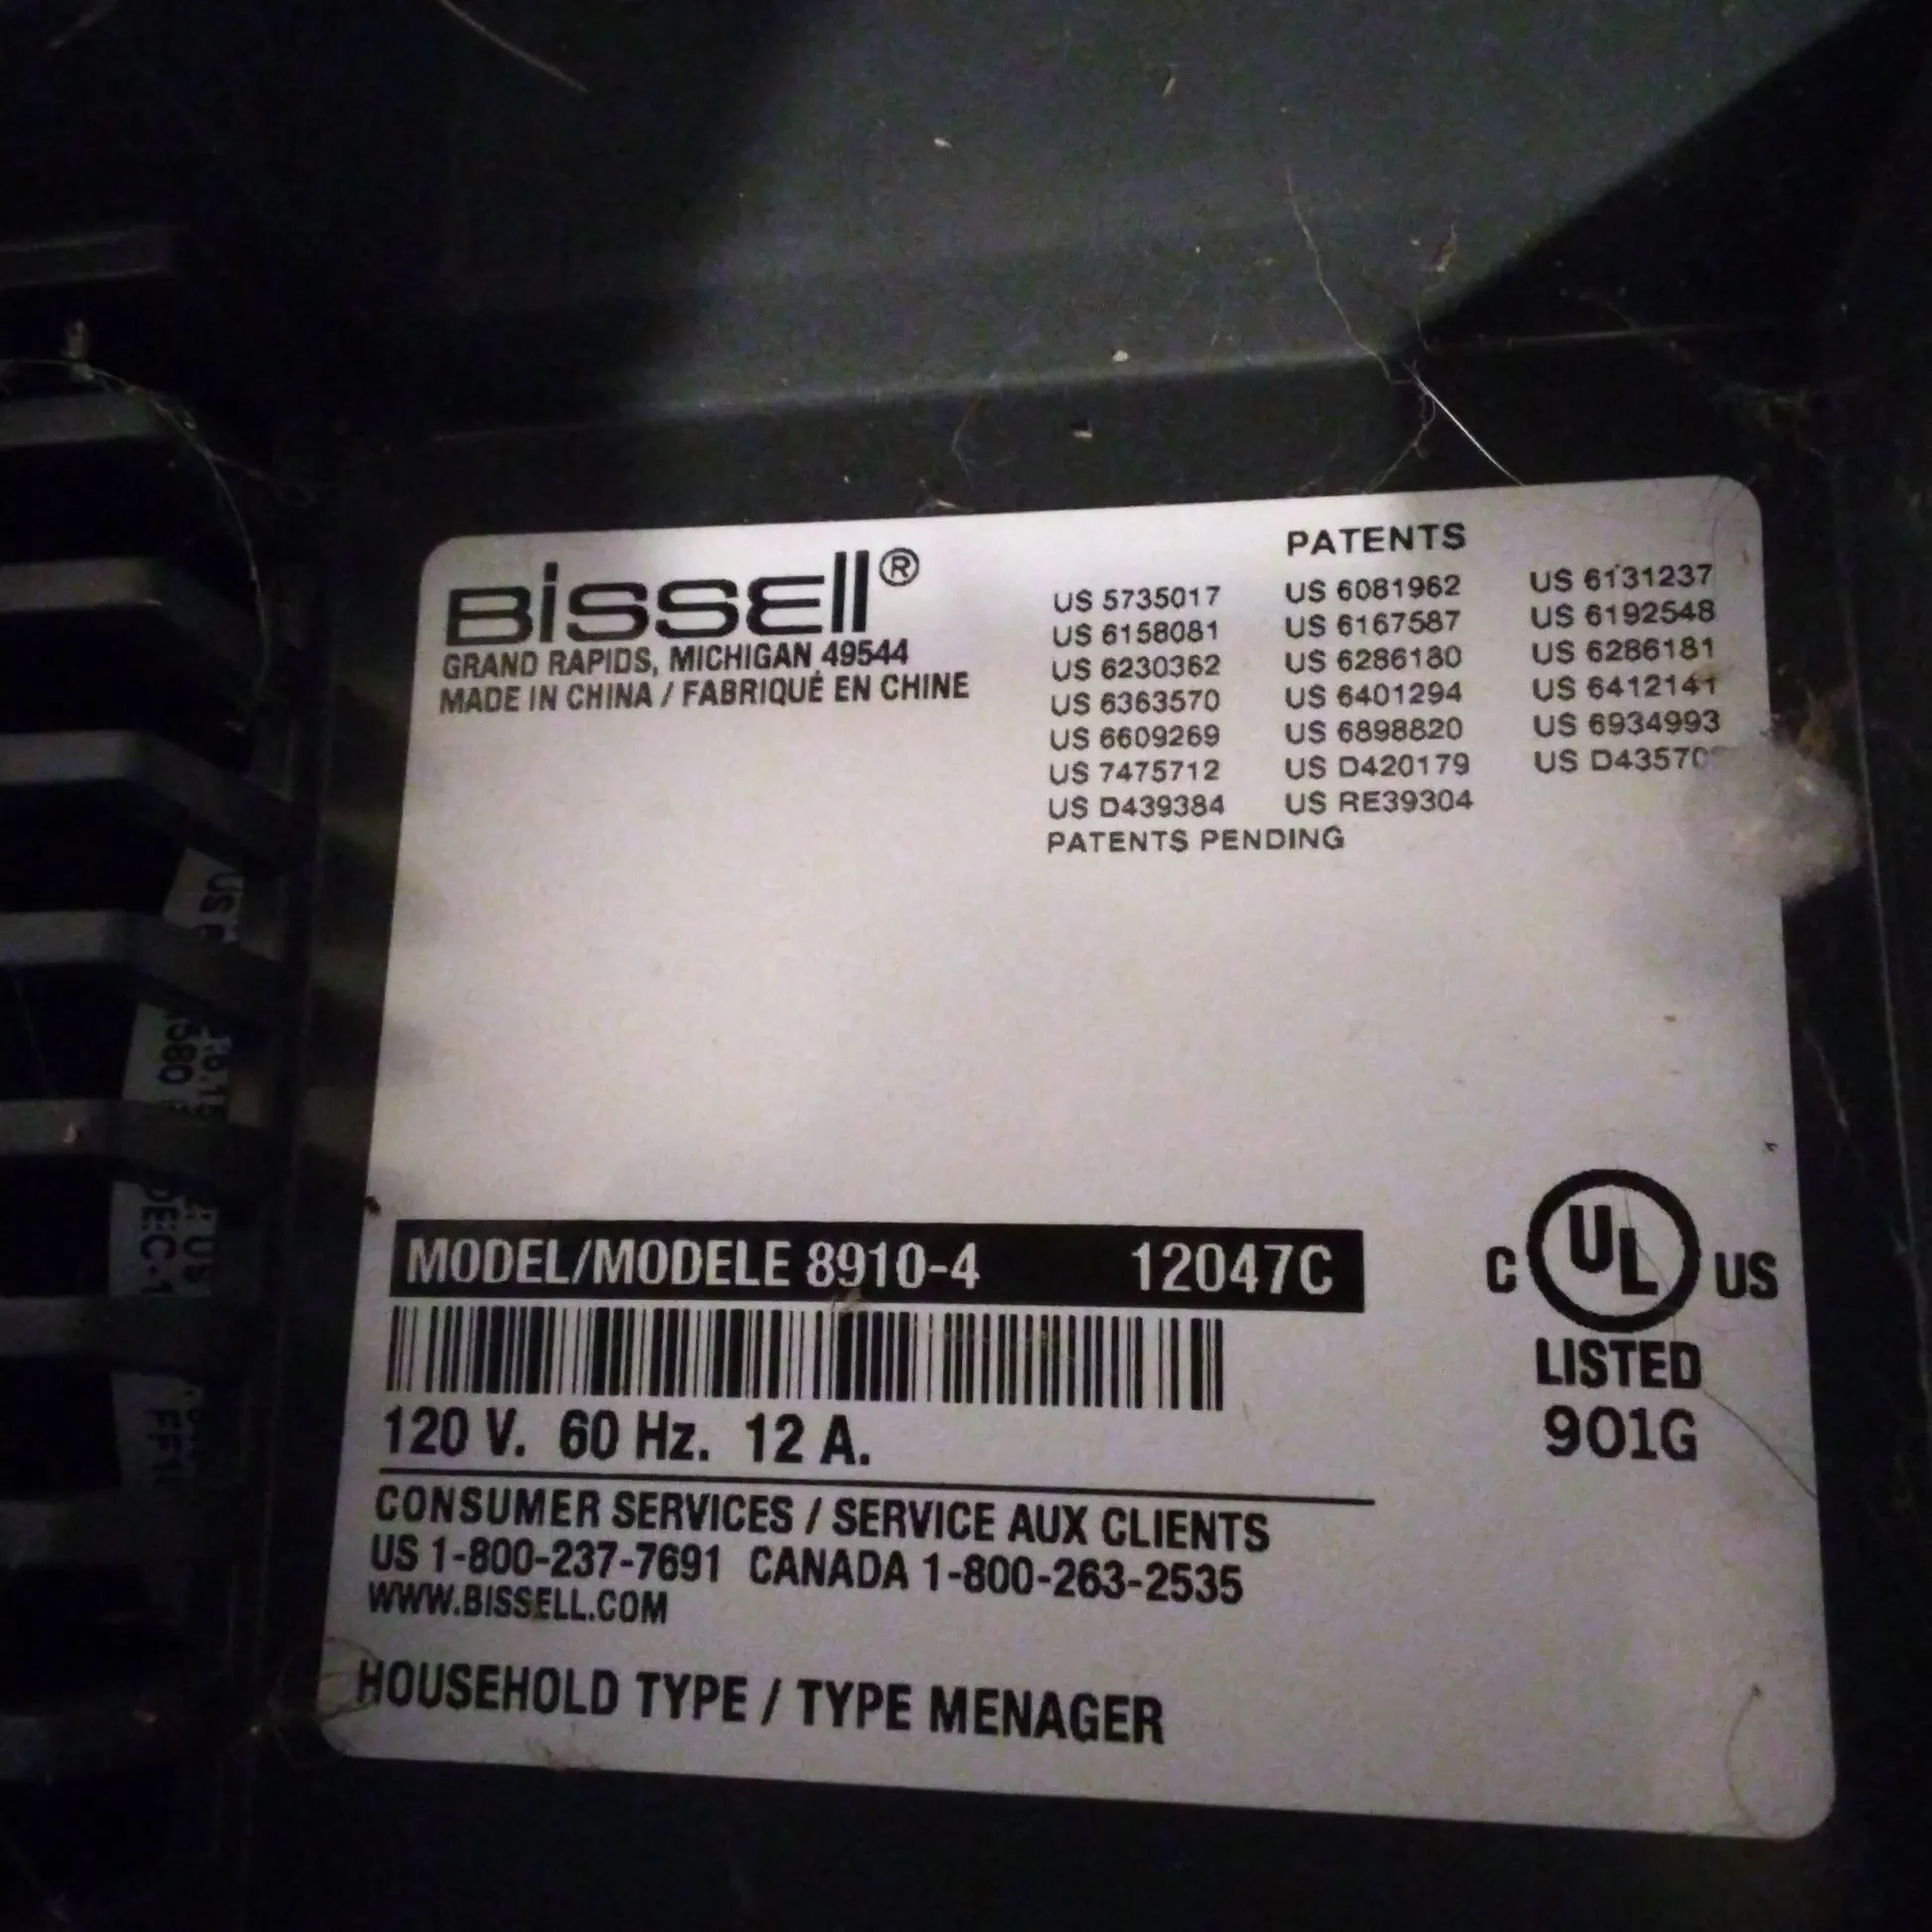 BISSELL®
GRAND RAPIDS, MICHIGAN 49544
MADE IN CHINA / FABRIQUÉ EN CHINE
PATENTS
US 5735017 US 6081962 US 6131237
US 6158081 US 6167587 US 6192548
US 6230362 US 6286180 US 6286181
US 6363570 US 6401294 US 6412141
US 6609269 US 6898820 US 6934993
US 7475712 US D420179 US
US D439384 US RE39304
PATENTS PENDING
MODEL/MODELE 8910-4 12047C
120 V. 60 Hz. 12 A.
CONSUMER SERVICES / SERVICE AUX CLIENTS
US 1-800-237-7691 CANADA 1-800-263-2535
WWW.BISSELL.COM
HOUSEHOLD TYPE / TYPE MENAGER
C UL US
LISTED
901G